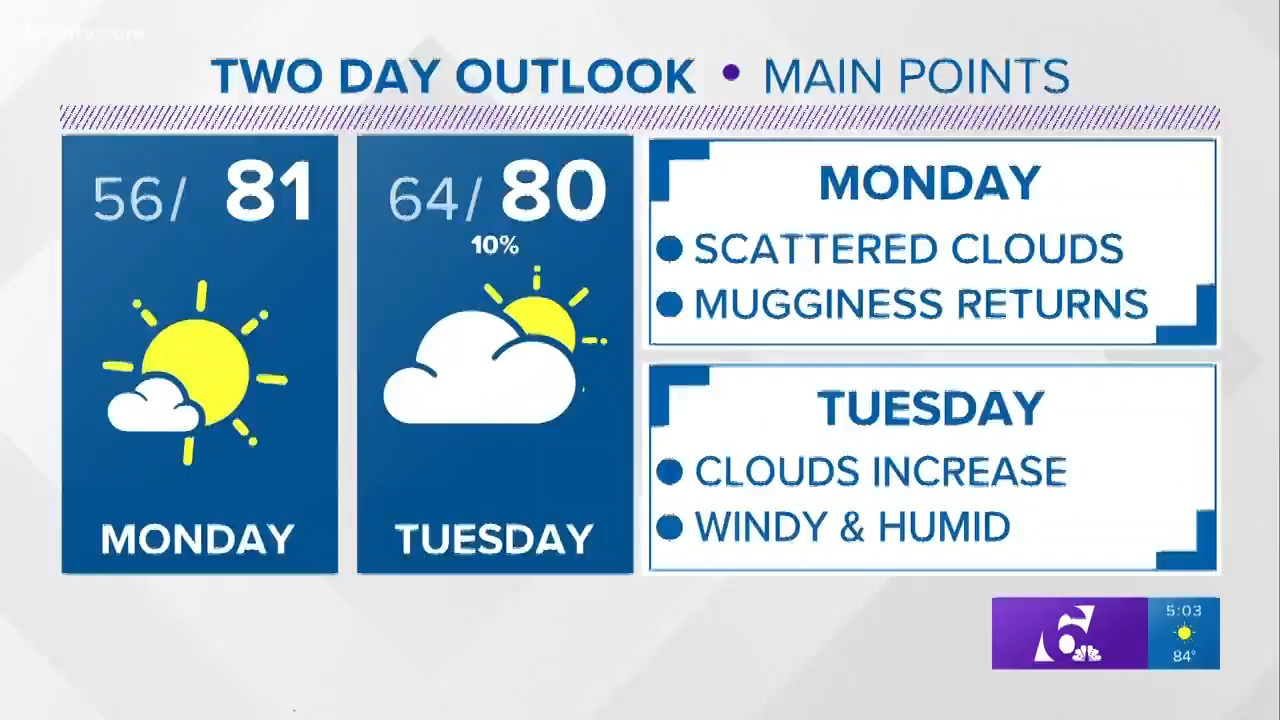 TWO DAY OUTLOOK • MAIN POINTS
56/ 81
MONDAY
64/ 80
10%
TUESDAY
MONDAY
● SCATTERED CLOUDS
● MUGGINESS RETURNS
TUESDAY
● CLOUDS INCREASE
● WINDY & HUMID
6
5:03
84°